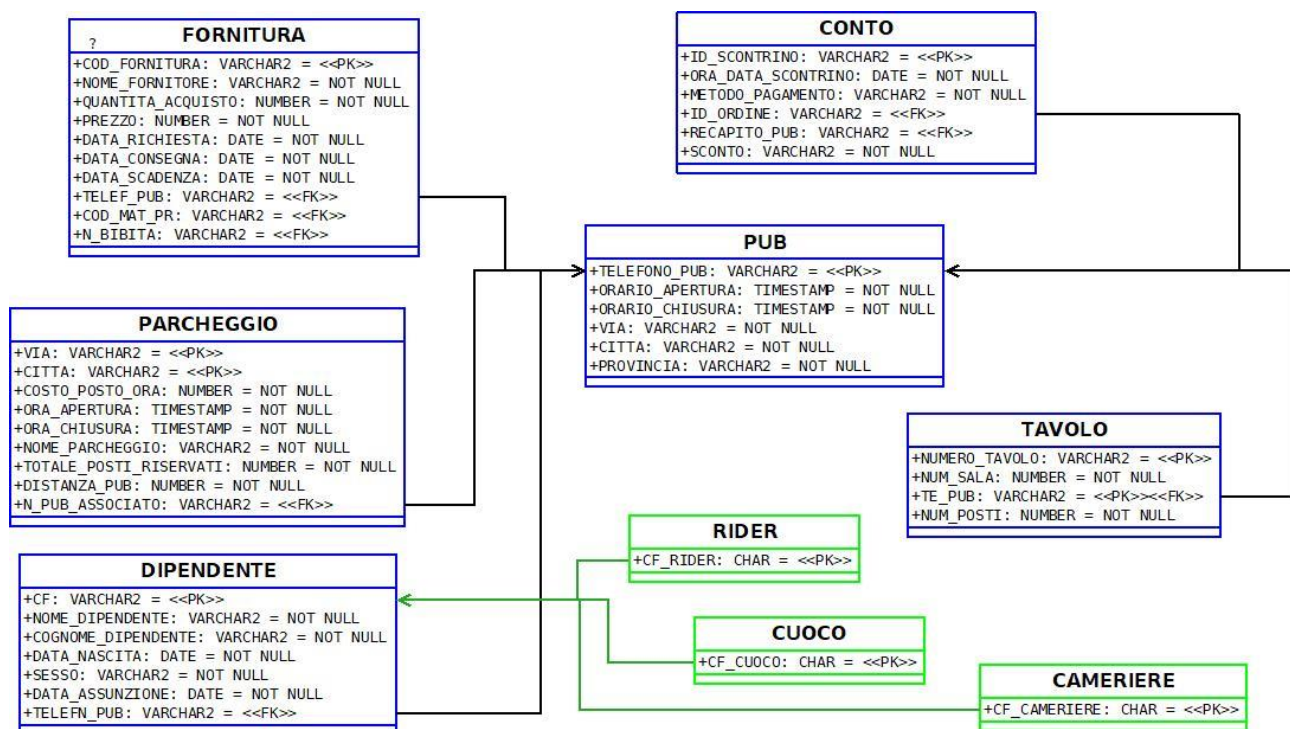 ?
FORNITURA
+COD_FORNITURA: VARCHAR2 = <<PK>>
+NOME_FORNITORE: VARCHAR2 = NOT NULL
+QUANTITA_ACQUISTO: NUMBER = NOT NULL
+PREZZO: NUMBER = NOT NULL
+DATA_RICHIESTA: DATE = NOT NULL
+DATA_CONSEGNA: DATE = NOT NULL
+DATA_SCADENZA: DATE = NOT NULL
+TELEF_PUB: VARCHAR2 = <<FK>>
+COD_MAT_PR: VARCHAR2 = <<FK>>
+N_BIBITA: VARCHAR2 = <<FK>>
CONTO
+ID_SCONTRINO: VARCHAR2 = <<PK>>
+ORA_DATA_SCONTRINO: DATE = NOT NULL
+METODO_PAGAMENTO: VARCHAR2 = NOT NULL
+ID_ORDINE: VARCHAR2 = <<FK>>
+RECAPITO_PUB: VARCHAR2 = <<FK>>
+SCONTO: VARCHAR2 = NOT NULL
PUB
+TELEFONO_PUB: VARCHAR2 = <<PK>>
+ORARIO_APERTURA: TIMESTAMP = NOT NULL
+ORARIO_CHIUSURA: TIMESTAMP = NOT NULL
+VIA: VARCHAR2 = NOT NULL
+CITTA: VARCHAR2 = NOT NULL
+PROVINCIA: VARCHAR2 = NOT NULL
PARCHEGGIO
+VIA: VARCHAR2 = <<PK>>
+CITTA: VARCHAR2 = <<PK>>
+COSTO_POSTO_ORA: NUMBER = NOT NULL
+ORA_APERTURA: TIMESTAMP = NOT NULL
+ORA_CHIUSURA: TIMESTAMP = NOT NULL
+NOME_PARCHEGGIO: VARCHAR2 = NOT NULL
+TOTALE_POSTI_RISERVATI: NUMBER = NOT NULL
+DISTANZA_PUB: NUMBER = NOT NULL
+N_PUB_ASSOCIATO: VARCHAR2 = <<FK>>
TAVOLO
+NUMERO_TAVOLO: VARCHAR2 = <<PK>>
+NUM_SALA: NUMBER = NOT NULL
+TE_PUB: VARCHAR2 = <<PK>><<FK>>
+NUM_POSTI: NUMBER = NOT NULL
RIDER
+CF_RIDER: CHAR = <<PK>>
DIPENDENTE
+CF: VARCHAR2 = <<PK>>
+NOME_DIPENDENTE: VARCHAR2 = NOT NULL
+COGNOME_DIPENDENTE: VARCHAR2 = NOT NULL
+DATA_NASCITA: DATE = NOT NULL
+SESSO: VARCHAR2 = NOT NULL
+DATA_ASSUNZIONE: DATE = NOT NULL
+TELEFN_PUB: VARCHAR2 = <<FK>>
CUOCO
+CF_CUOCO: CHAR = <<PK>>
CAMERIERE
+CF_CAMERIERE: CHAR = <<PK>>